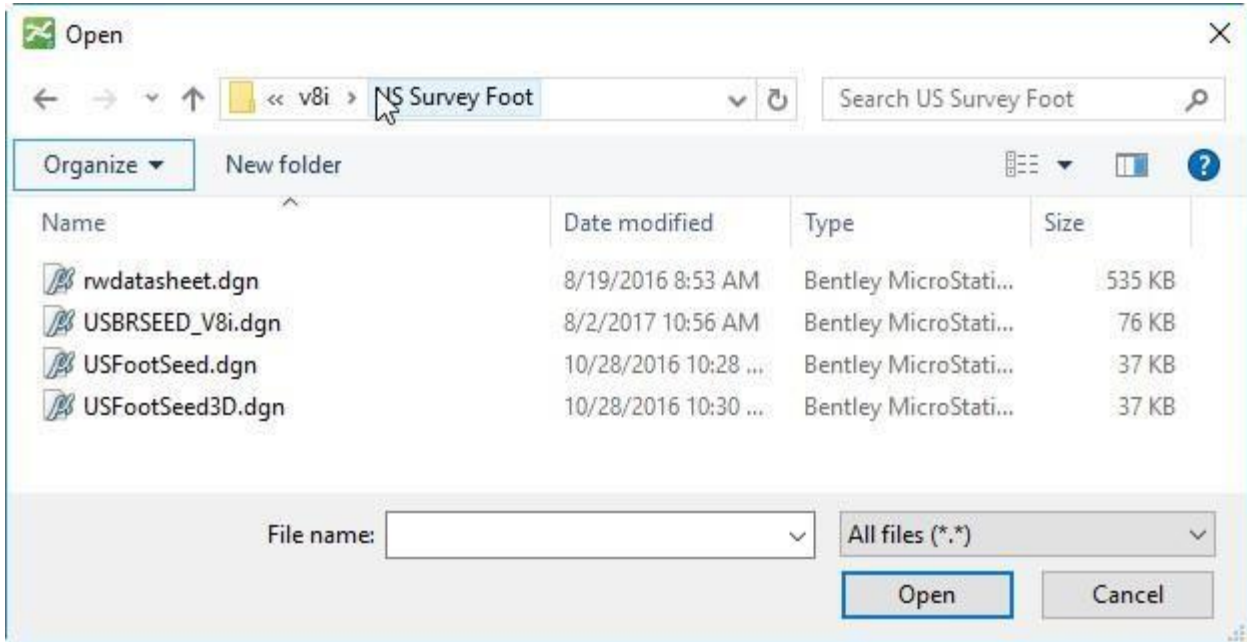 Open
« v8i > US Survey Foot Search US Survey Foot
Organize New folder
Name Date modified Type Size
rwdatasheet.dgn 8/19/2016 8:53 AM Bentley MicroStati... 535 KB
USBRSEED_V8i.dgn 8/2/2017 10:56 AM Bentley MicroStati... 76 KB
USFootSeed.dgn 10/28/2016 10:28 ... Bentley MicroStati... 37 KB
USFootSeed3D.dgn 10/28/2016 10:30 ... Bentley MicroStati... 37 KB
File name: All files (*.*)
Open Cancel